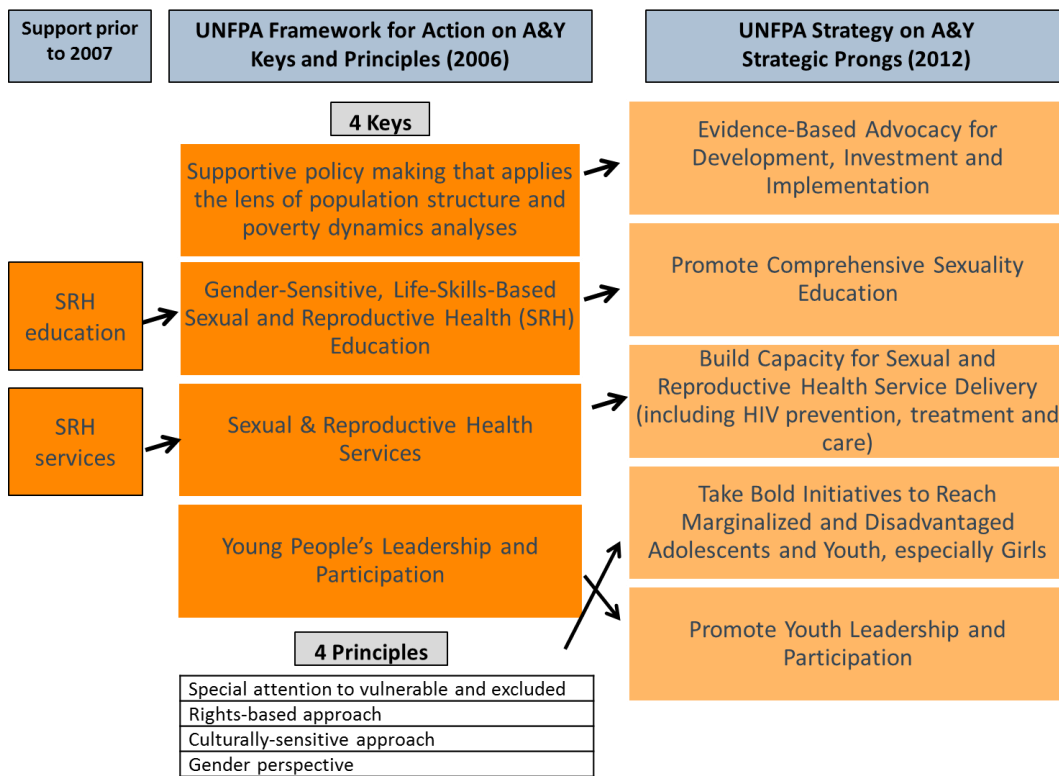 Support prior
to 2007
UNFPA Framework for Action on A&Y
Keys and Principles (2006)
UNFPA Strategy on A&Y
Strategic Prongs (2012)
4 Keys
Supportive policy making that applies
the lens of population structure and
poverty dynamics analyses
Evidence-Based Advocacy for
Development, Investment and
Implementation
SRH
education
Gender-Sensitive, Life-Skills-Based
Sexual and Reproductive Health (SRH)
Education
Promote Comprehensive Sexuality
Education
SRH
services
Sexual & Reproductive Health
Services
Build Capacity for Sexual and
Reproductive Health Service Delivery
(including HIV prevention, treatment and
care)
Young People’s Leadership and
Participation
Take Bold Initiatives to Reach
Marginalized and Disadvantaged
Adolescents and Youth, especially Girls
Promote Youth Leadership and
Participation
4 Principles
Special attention to vulnerable and excluded
Rights-based approach
Culturally-sensitive approach
Gender perspective